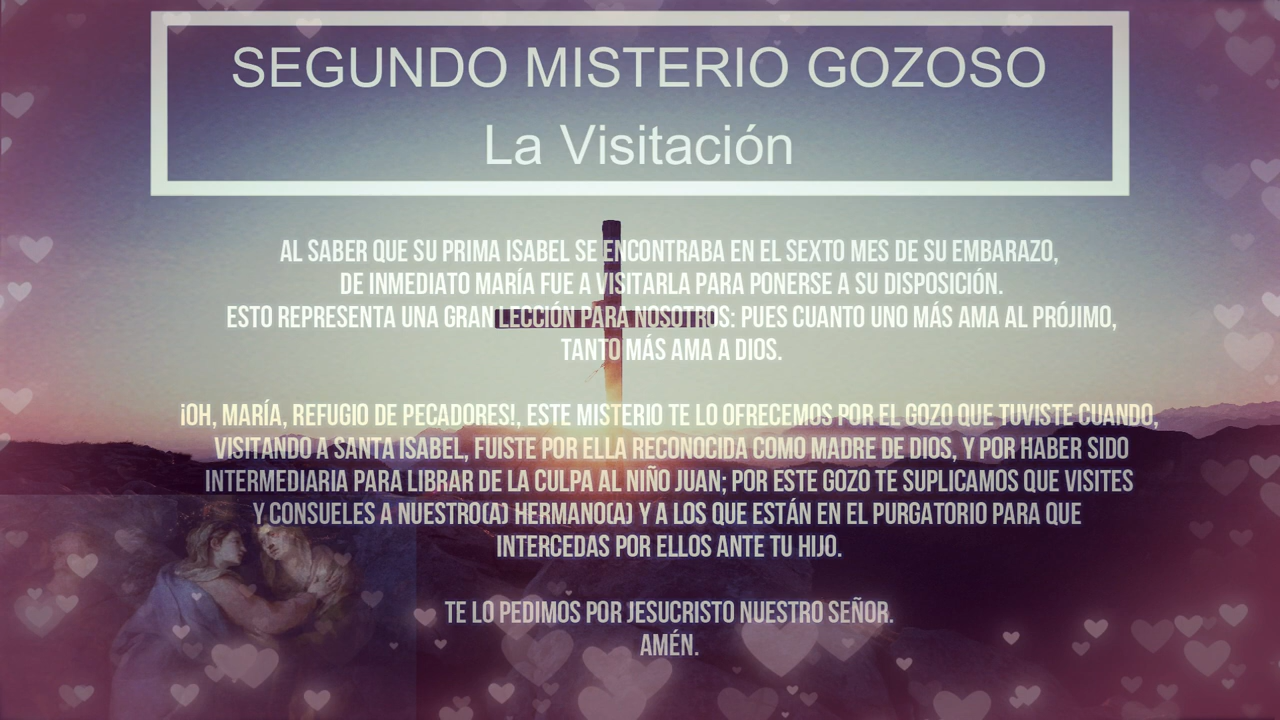 SEGUNDO MISTERIO GOZOSO
La Visitación
AL SABER QUE SU PRIMA ISABEL SE ENCONTRABA EN EL SEXTO MES DE SU EMBARAZO,
DE INMEDIATO MARÍA FUE A VISITARLA PARA PONERSE A SU DISPOSICIÓN.
ESTO REPRESENTA UNA GRAN LECCIÓN PARA NOSOTROS: PUES CUANTO UNO MÁS AMA AL PRÓJIMO,
TANTO MÁS AMA A DIOS.
¡OH, MARÍA, REFUGIO DE PECADORES!, ESTE MISTERIO TE LO OFRECEMOS POR EL GOZO QUE TUVISTE CUANDO,
VISITANDO A SANTA ISABEL, FUISTE POR ELLA RECONOCIDA COMO MADRE DE DIOS, Y POR HABER SIDO
INTERMEDIARIA PARA LIBRAR DE LA CULPA AL NIÑO JUAN; POR ESTE GOZO TE SUPLICAMOS QUE VISITES
Y CONSUELES A NUESTRO(A) HERMANO(A) Y A LOS QUE ESTÁN EN EL PURGATORIO PARA QUE
INTERCEDAS POR ELLOS ANTE TU HIJO.
TE LO PEDIMOS POR JESUCRISTO NUESTRO SEÑOR.
AMÉN.